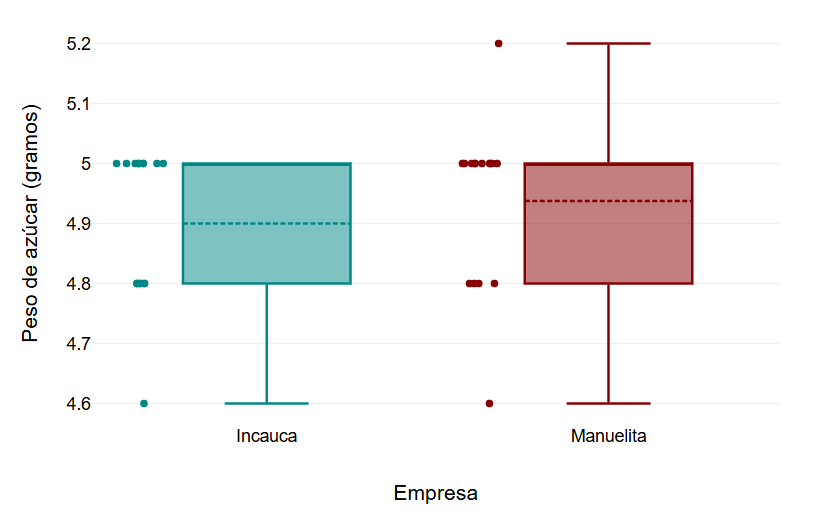 5.2
5.1
5
4.9
4.8
4.7
4.6
Peso de azúcar (gramos)
Incauca
Manuelita
Empresa